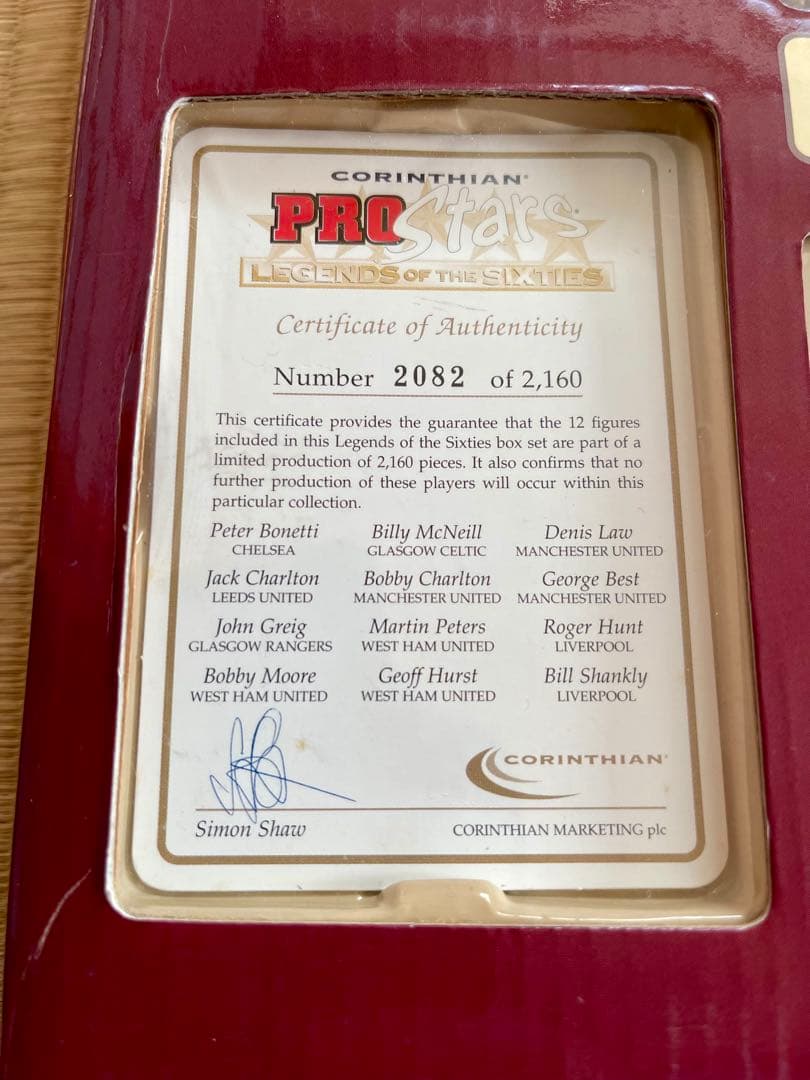 CORINTHIAN®
PRO Stars
LEGENDS OF THE SIXTIES
Certificate of Authenticity
Number 2082 of 2,160
This certificate provides the guarantee that the 12 figures
included in this Legends of the Sixties box set are part of a
limited production of 2,160 pieces. It also confirms that no
further production of these players will occur within this
particular collection.
Peter Bonetti Billy McNeill Denis Law
CHELSEA GLASGOW CELTIC MANCHESTER UNITED
Jack Charlton Bobby Charlton George Best
LEEDS UNITED MANCHESTER UNITED MANCHESTER UNITED
John Greig Martin Peters Roger Hunt
GLASGOW RANGERS WEST HAM UNITED LIVERPOOL
Bobby Moore Geoff Hurst Bill Shankly
WEST HAM UNITED WEST HAM UNITED LIVERPOOL
CORINTHIAN®
Simon Shaw CORINTHIAN MARKETING plc